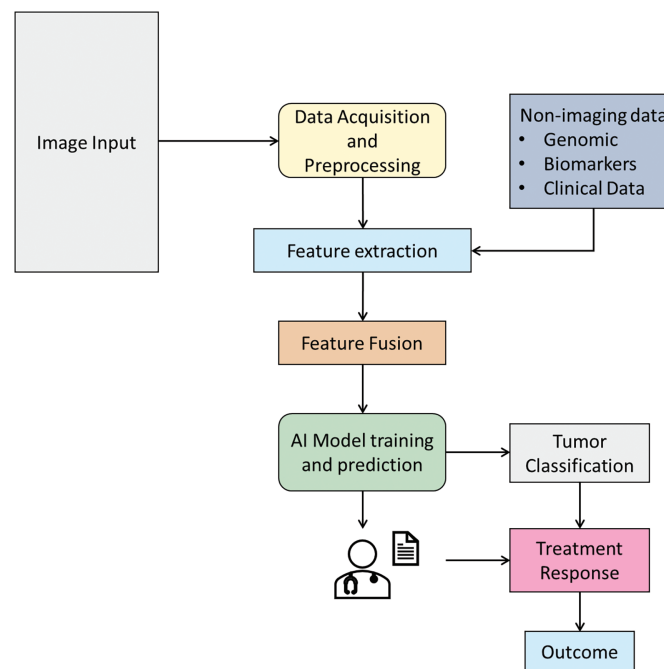 Image Input
Data Acquisition
and
Preprocessing
Non-imaging data
• Genomic
• Biomarkers
• Clinical Data
Feature extraction
Feature Fusion
AI Model training
and prediction
Tumor
Classification
Treatment
Response
Outcome